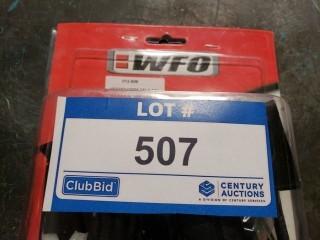 WFO
LOT #
507
ClubBid
CENTURY
AUCTIONS
A DIVISION OF CENTURY SERVICES